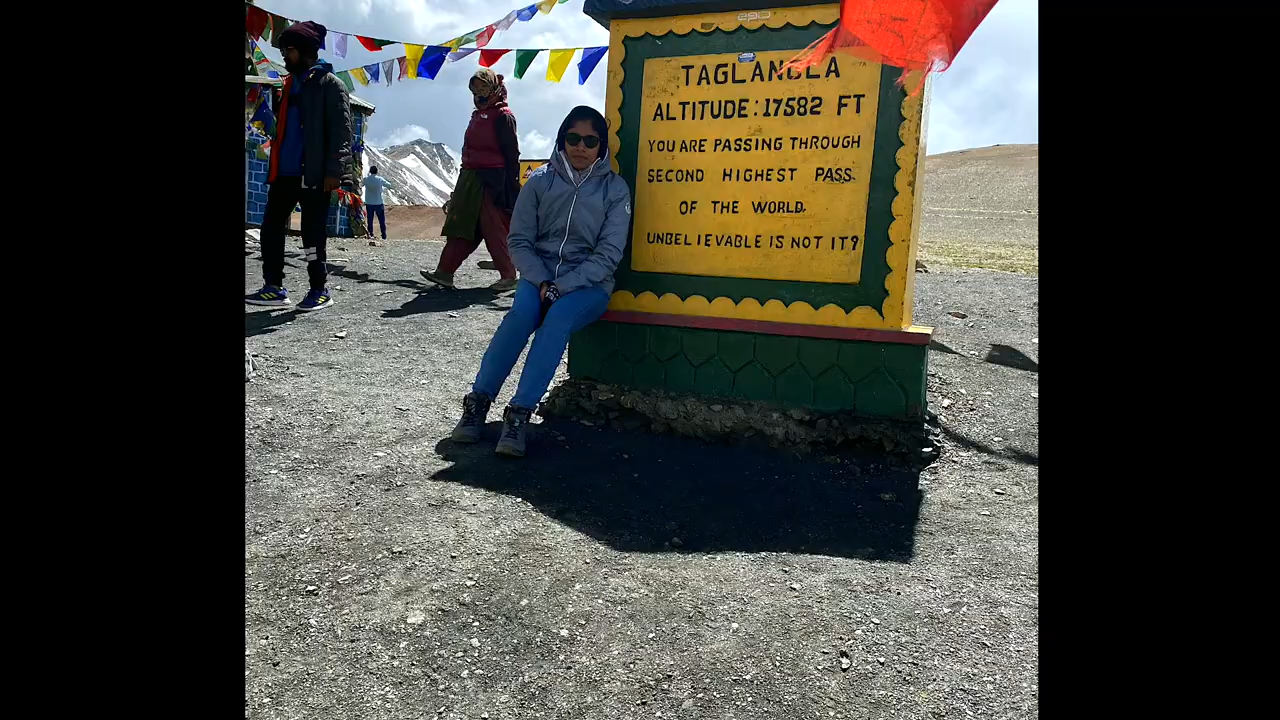 TAGLANGLA
ALTITUDE: 17582 FT
YOU ARE PASSING THROUGH
SECOND HIGHEST PASS
OF THE WORLD.
UNBELIEVABLE IS NOT IT?